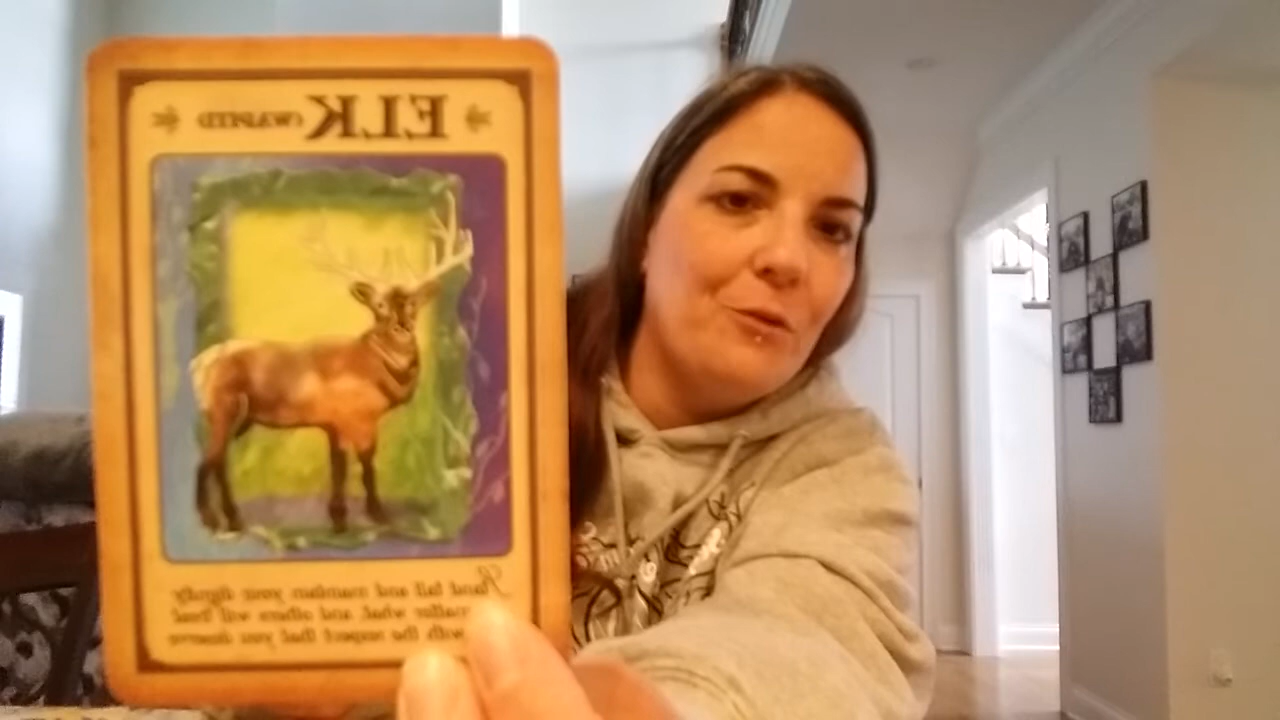 ELK (WAPITI)
Stand tall and maintain your dignity
matter what, and others will treat
with the respect that you deserve